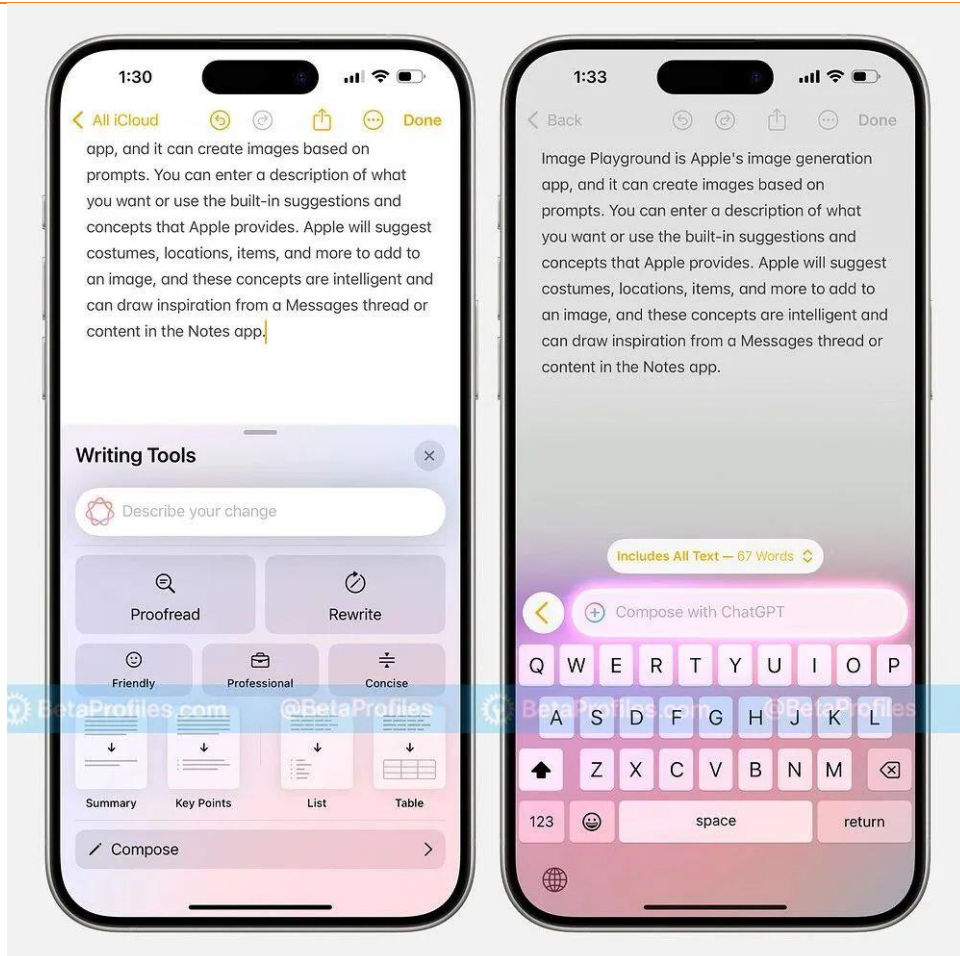 1:30
All iCloud
Done
app, and it can create images based on
prompts. You can enter a description of what
you want or use the built-in suggestions and
concepts that Apple provides. Apple will suggest
costumes, locations, items, and more to add to
an image, and these concepts are intelligent and
can draw inspiration from a Messages thread or
content in the Notes app.
Writing Tools
Describe your change
Proofread
Rewrite
Friendly
Professional
Concise
BetaProfiles.com
@BetaProfiles
Summary
Key Points
List
Table
Compose
1:33
Back
Done
Image Playground is Apple's image generation
app, and it can create images based on
prompts. You can enter a description of what
you want or use the built-in suggestions and
concepts that Apple provides. Apple will suggest
costumes, locations, items, and more to add to
an image, and these concepts are intelligent and
can draw inspiration from a Messages thread or
content in the Notes app.
Includes All Text — 67 Words
Compose with ChatGPT
Q W E R T Y U I O P
BetaProfiles.com
@BetaProfiles
A S D F G H J K L
Z X C V B N M
123
space
return